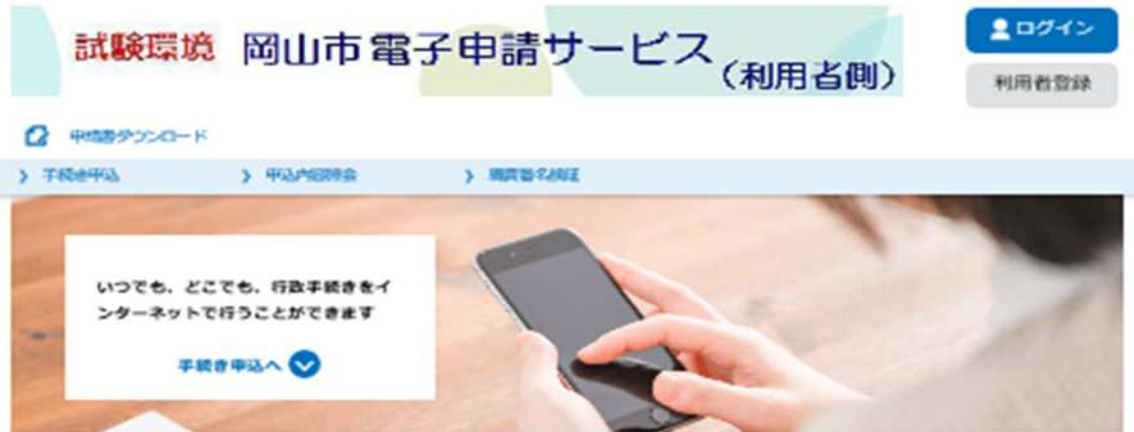 試験環境 岡山市電子申請サービス
(利用者側)
ログイン
利用者登録
申請書ダウンロード
手続き申込
申込内容照会
職責署名検証
いつでも、どこでも、行政手続きをイ
ンターネットで行うことができます
手続き申込へ